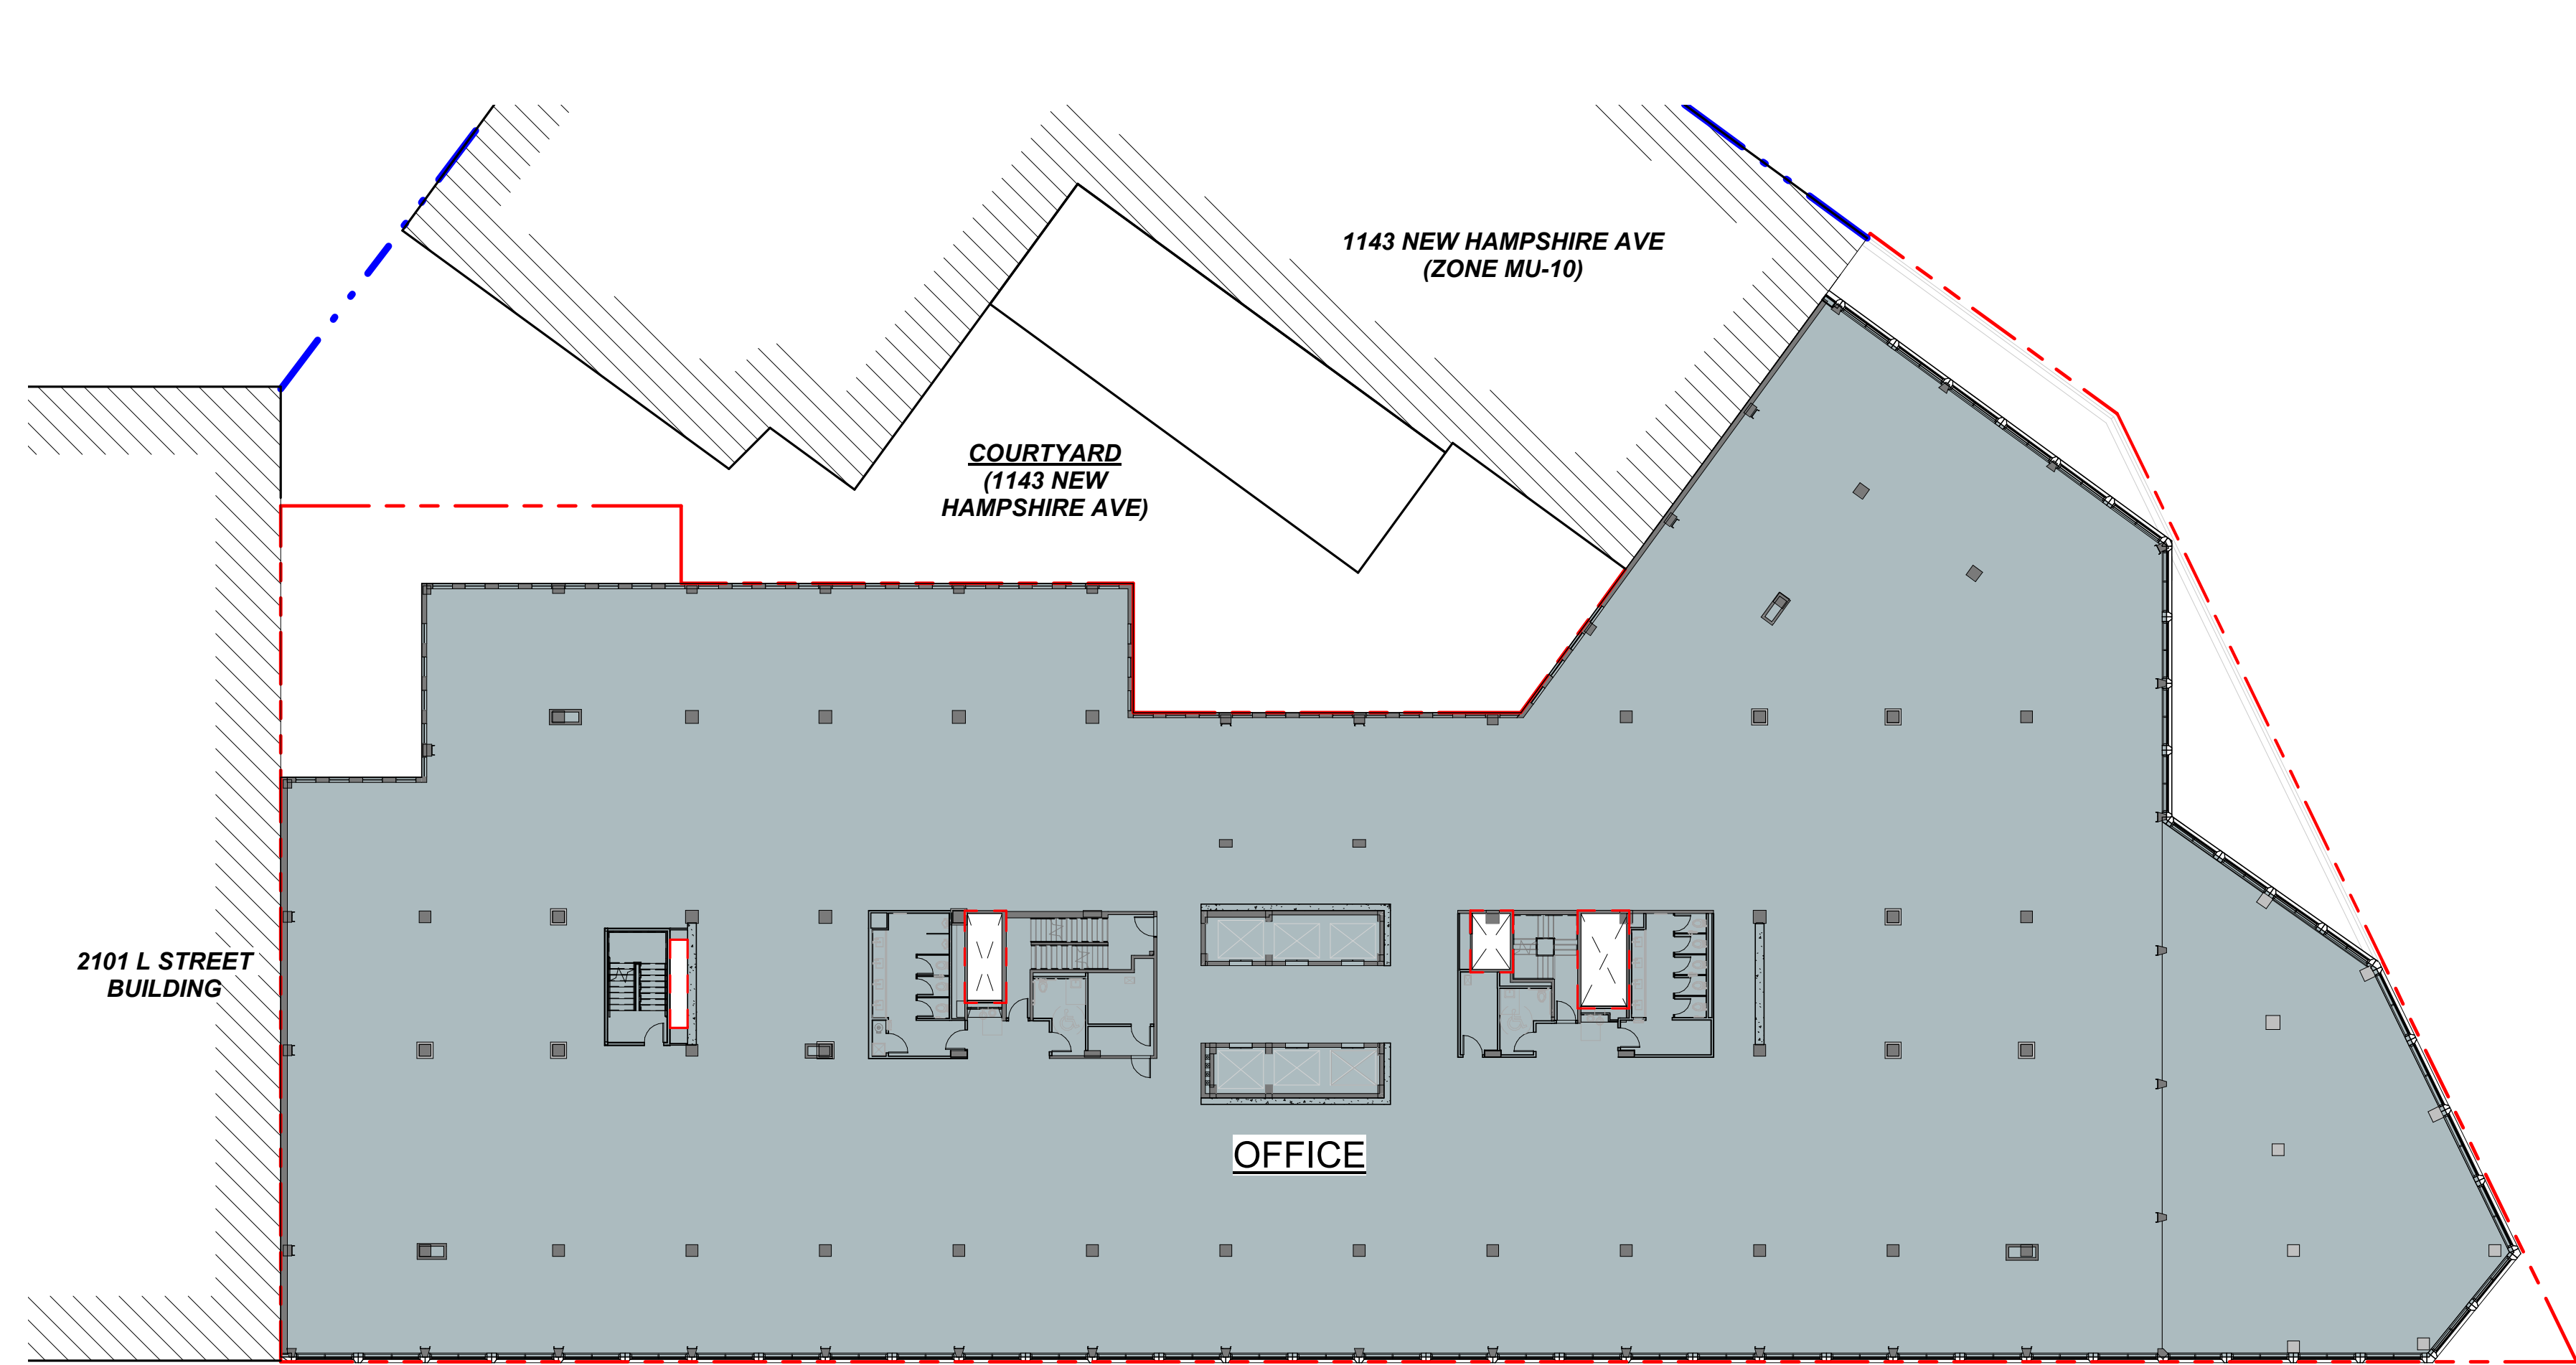 1143 NEW HAMPSHIRE AVE
(ZONE MU-10)
COURTYARD
(1143 NEW
HAMPSHIRE AVE)
2101 L STREET
BUILDING
OFFICE